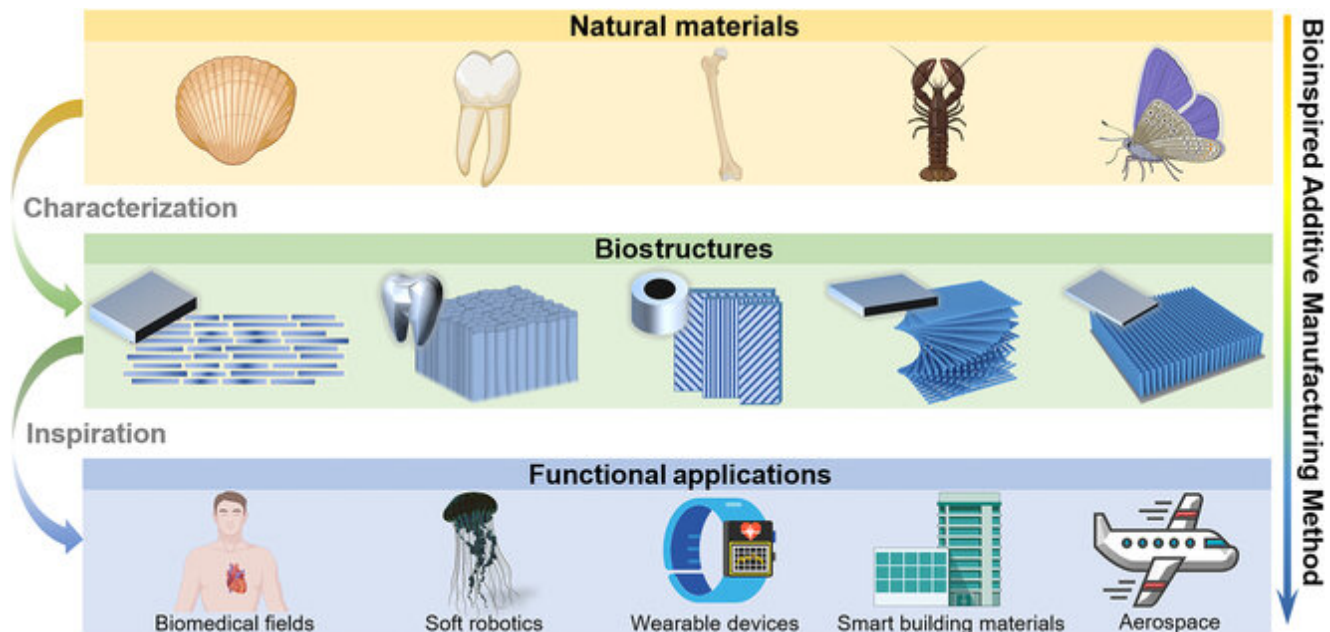 Natural materials
Characterization
Biostructures
Inspiration
Functional applications
Biomedical fields
Soft robotics
Wearable devices
Smart building materials
Aerospace
Bioinspired Additive Manufacturing Method